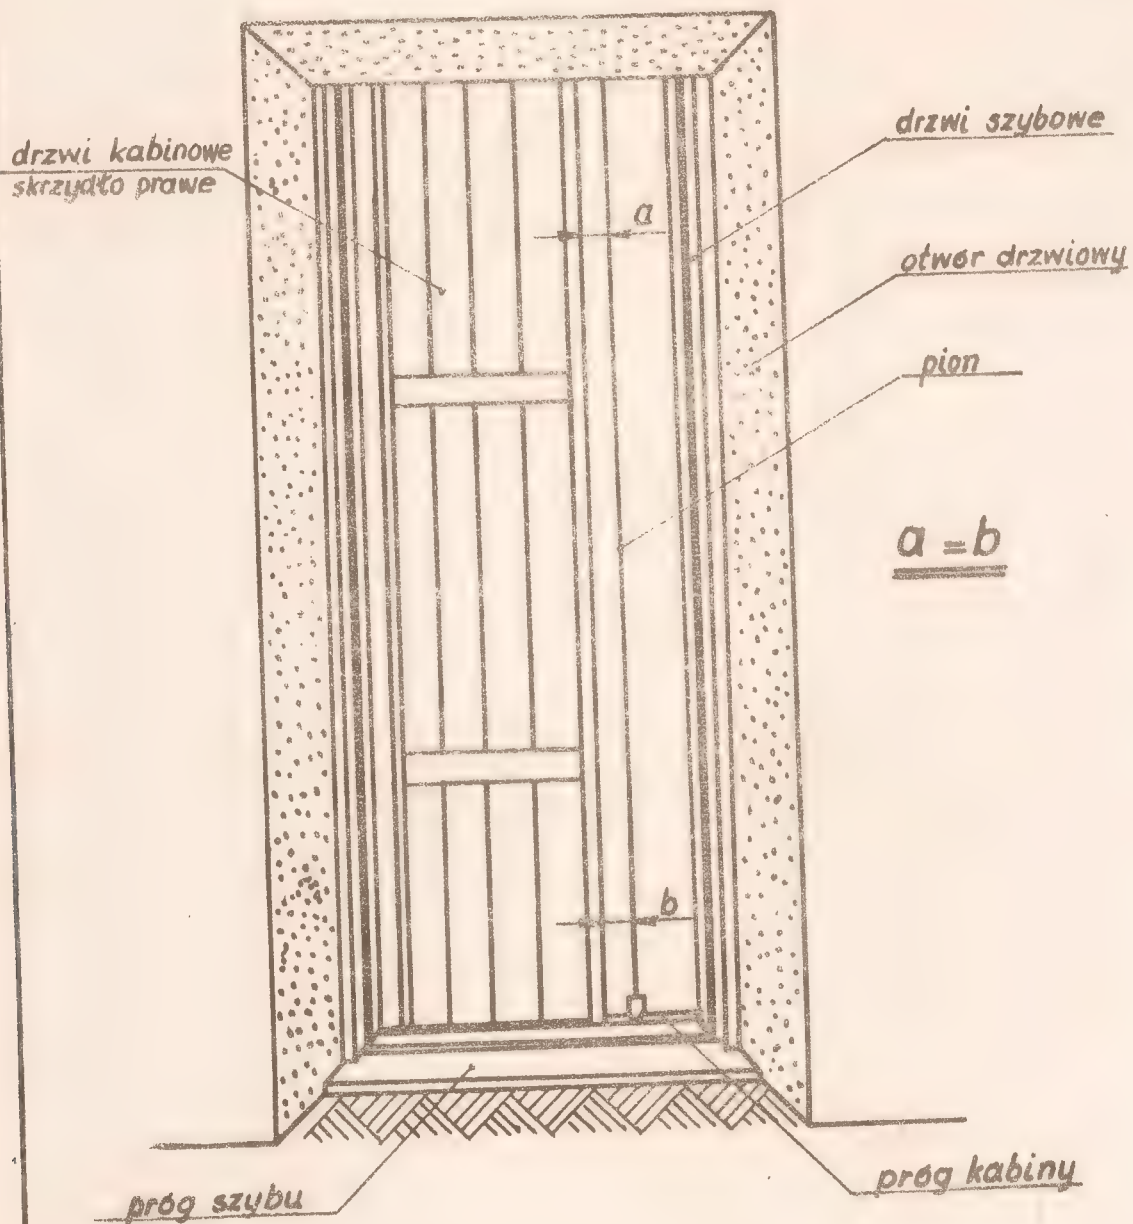 drzwi szybowe
drzwi kabinowe
skrzydło prawe
a
otwór drzwiowy
pion
a = b
b
próg kabiny
próg szybu